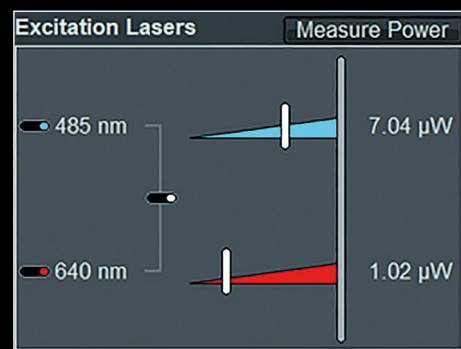 Excitation Lasers
Measure Power
485 nm
7.04 µW
640 nm
1.02 µW